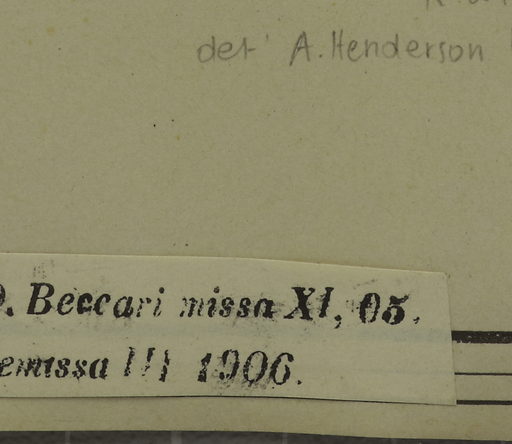 det' A. Henderson
O. Beccari missa XI, 05.
emissa III 1906.